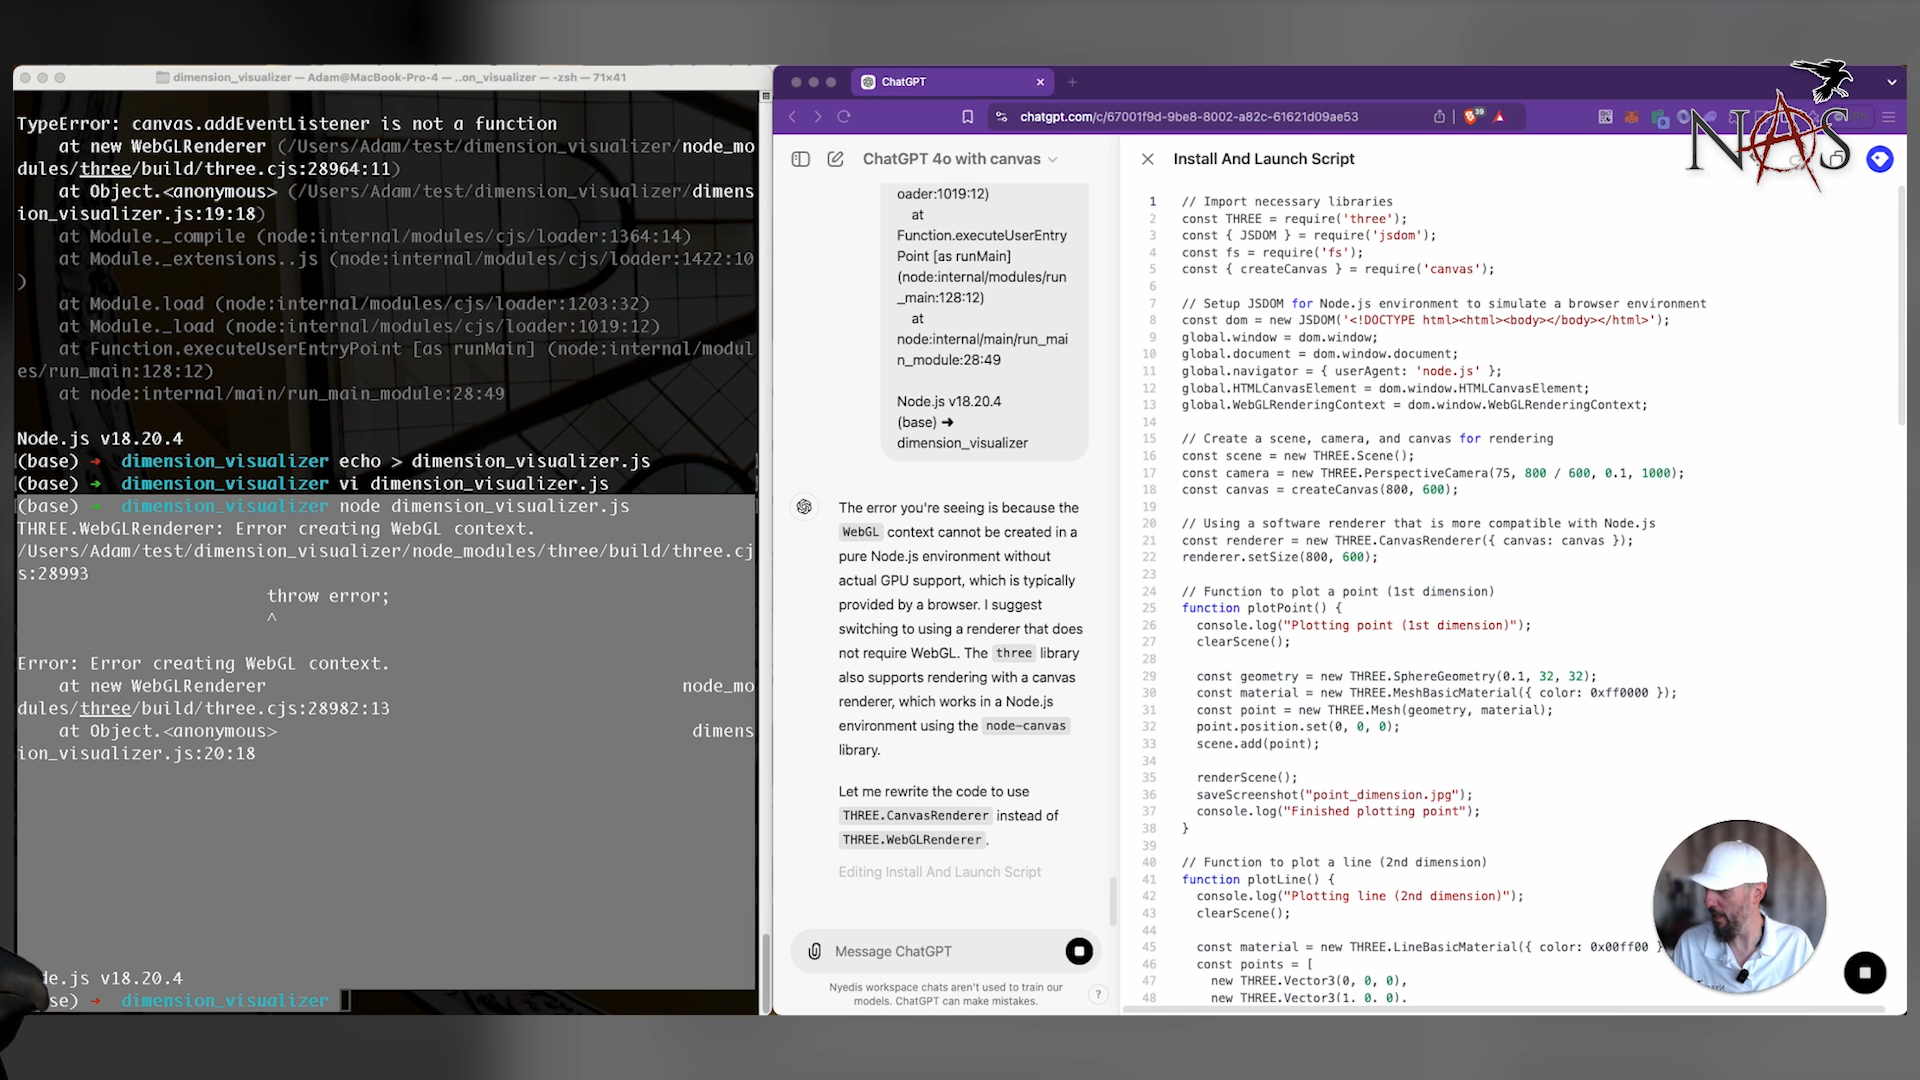 dimension_visualizer — Adam@MacBook-Pro-4 — ..on_visualizer — -zsh — 71×41
TypeError: canvas.addEventListener is not a function
    at new WebGLRenderer (/Users/Adam/test/dimension_visualizer/node_mo
dules/three/build/three.cjs:28964:11)
    at Object.<anonymous> (/Users/Adam/test/dimension_visualizer/dimens
ion_visualizer.js:19:18)
    at Module._compile (node:internal/modules/cjs/loader:1364:14)
    at Module._extensions..js (node:internal/modules/cjs/loader:1422:10
)
    at Module.load (node:internal/modules/cjs/loader:1203:32)
    at Module._load (node:internal/modules/cjs/loader:1019:12)
    at Function.executeUserEntryPoint [as runMain] (node:internal/modul
es/run_main:128:12)
    at node:internal/main/run_main_module:28:49
Node.js v18.20.4
(base) ➜ dimension_visualizer echo > dimension_visualizer.js
(base) ➜ dimension_visualizer vi dimension_visualizer.js
(base) ➜ dimension_visualizer node dimension_visualizer.js
THREE.WebGLRenderer: Error creating WebGL context.
/Users/Adam/test/dimension_visualizer/node_modules/three/build/three.cj
s:28993
throw error;
^
Error: Error creating WebGL context.
    at new WebGLRenderer node_mo
dules/three/build/three.cjs:28982:13
    at Object.<anonymous> dimens
ion_visualizer.js:20:18
de.js v18.20.4
ase) ➜ dimension_visualizer
ChatGPT
chatgpt.com/c/67001f9d-9be8-8002-a82c-61621d09ae53
NAS
ChatGPT 4o with canvas
oader:1019:12)
at
Function.executeUserEntry
Point [as runMain]
(node:internal/modules/run
_main:128:12)
at
node:internal/main/run_mai
n_module:28:49
Node.js v18.20.4
(base) ➜
dimension_visualizer
The error you're seeing is because the
WebGL context cannot be created in a
pure Node.js environment without
actual GPU support, which is typically
provided by a browser. I suggest
switching to using a renderer that does
not require WebGL. The three library
also supports rendering with a canvas
renderer, which works in a Node.js
environment using the node-canvas
library.
Let me rewrite the code to use
THREE.CanvasRenderer instead of
THREE.WebGLRenderer.
Editing Install And Launch Script
Message ChatGPT
Nyedis workspace chats aren't used to train our
models. ChatGPT can make mistakes.
?
Install And Launch Script
1 // Import necessary libraries
2 const THREE = require('three');
3 const { JSDOM } = require('jsdom');
4 const fs = require('fs');
5 const { createCanvas } = require('canvas');
6
7 // Setup JSDOM for Node.js environment to simulate a browser environment
8 const dom = new JSDOM('<!DOCTYPE html><html><body></body></html>');
9 global.window = dom.window;
10 global.document = dom.window.document;
11 global.navigator = { userAgent: 'node.js' };
12 global.HTMLCanvasElement = dom.window.HTMLCanvasElement;
13 global.WebGLRenderingContext = dom.window.WebGLRenderingContext;
14
15 // Create a scene, camera, and canvas for rendering
16 const scene = new THREE.Scene();
17 const camera = new THREE.PerspectiveCamera(75, 800 / 600, 0.1, 1000);
18 const canvas = createCanvas(800, 600);
19
20 // Using a software renderer that is more compatible with Node.js
21 const renderer = new THREE.CanvasRenderer({ canvas: canvas });
22 renderer.setSize(800, 600);
23
24 // Function to plot a point (1st dimension)
25 function plotPoint() {
26 console.log("Plotting point (1st dimension)");
27 clearScene();
28
29 const geometry = new THREE.SphereGeometry(0.1, 32, 32);
30 const material = new THREE.MeshBasicMaterial({ color: 0xff0000 });
31 const point = new THREE.Mesh(geometry, material);
32 point.position.set(0, 0, 0);
33 scene.add(point);
34
35 renderScene();
36 saveScreenshot("point_dimension.jpg");
37 console.log("Finished plotting point");
38 }
39
40 // Function to plot a line (2nd dimension)
41 function plotLine() {
42 console.log("Plotting line (2nd dimension)");
43 clearScene();
44
45 const material = new THREE.LineBasicMaterial({ color: 0x00ff00 }
46 const points = [
47 new THREE.Vector3(0, 0, 0),
48 new THREE.Vector3(1, 0, 0),